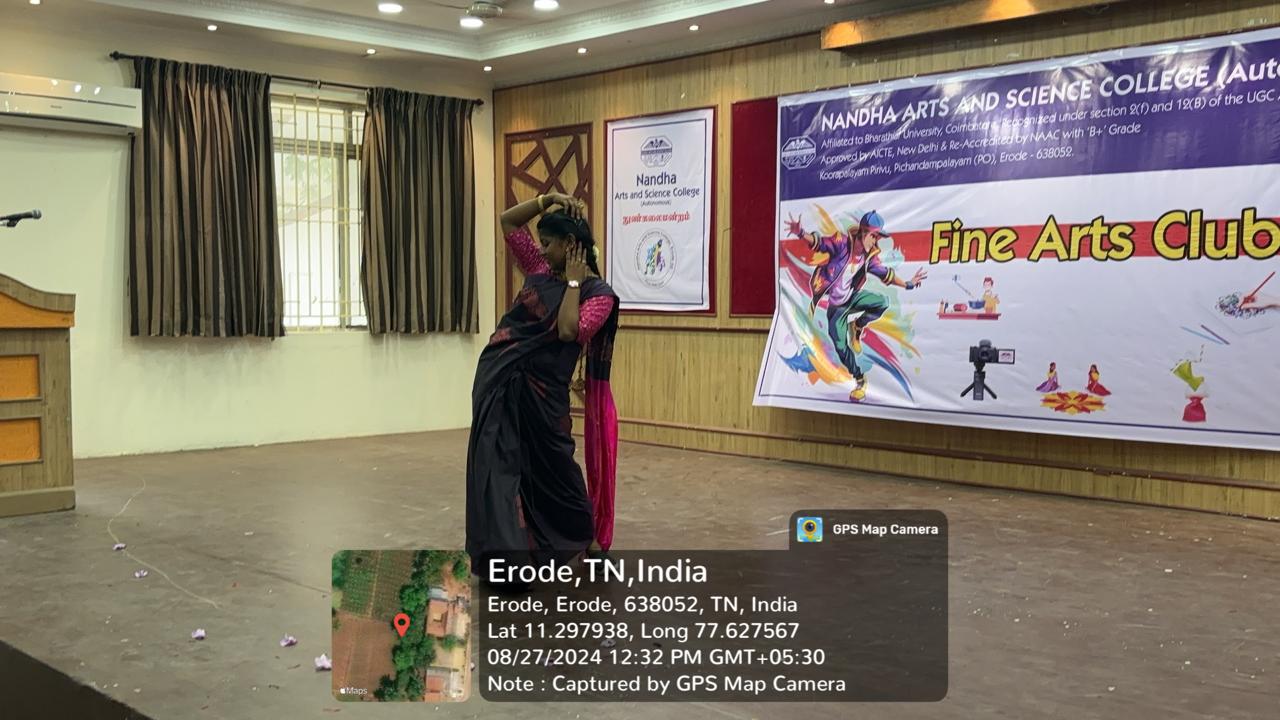 NANDHA ARTS AND SCIENCE COLLEGE (Auto
Affiliated to Bharathiar University, Coimbatore, Recognized under section 2(f) and 12(B) of the UGC
Approved by AICTE, New Delhi & Re-Accredited by NAAC with 'B+' Grade
Koorapalayam Pirivu, Pichandampalayam (PO), Erode - 638052.
Fine Arts Club
Nandha
Arts and Science College
(Autonomous)
நுண்கலைமன்றம்
GPS Map Camera
Erode,TN,India
Erode, Erode, 638052, TN, India
Lat 11.297938, Long 77.627567
08/27/2024 12:32 PM GMT+05:30
Note : Captured by GPS Map Camera
Maps